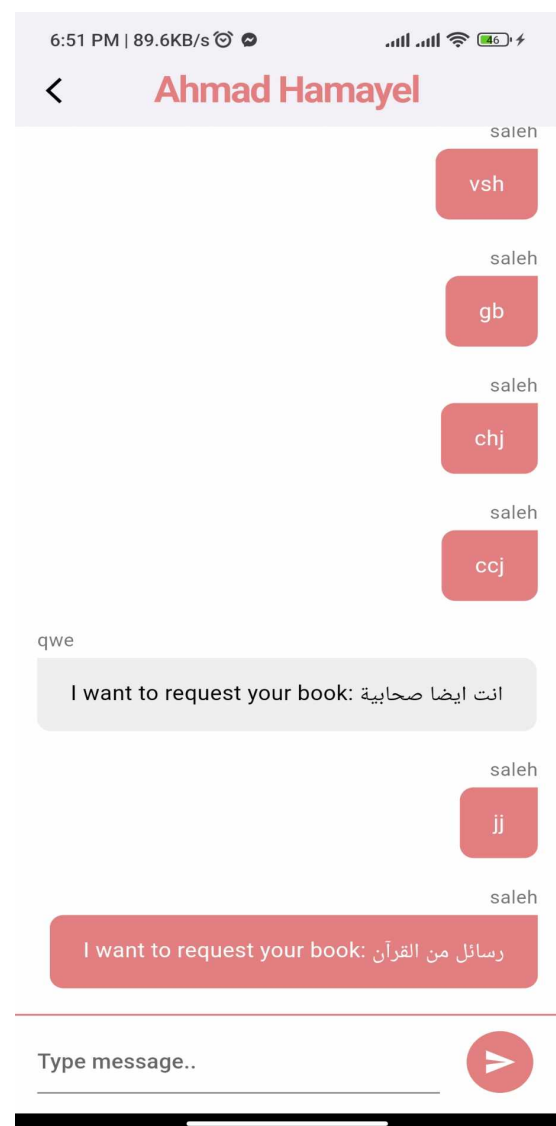 6:51 PM | 89.6KB/s
46
Ahmad Hamayel
saleh
vsh
saleh
gb
saleh
chj
saleh
ccj
qwe
I want to request your book: انت ايضا صحابية
saleh
jj
saleh
I want to request your book: رسائل من القرآن
Type message..